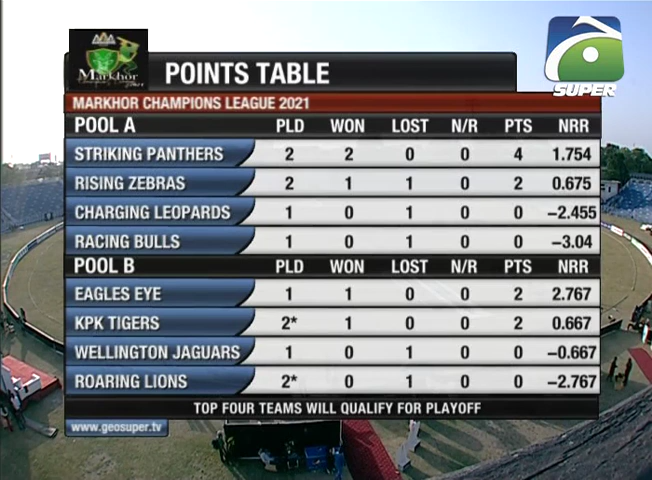 Markhor
POINTS TABLE
SUPER
MARKHOR CHAMPIONS LEAGUE 2021
POOL A PLD WON LOST N/R PTS NRR
STRIKING PANTHERS 2 2 0 0 4 1.754
RISING ZEBRAS 2 1 1 0 2 0.675
CHARGING LEOPARDS 1 0 1 0 0 –2.455
RACING BULLS 1 0 1 0 0 –3.04
POOL B PLD WON LOST N/R PTS NRR
EAGLES EYE 1 1 0 0 2 2.767
KPK TIGERS 2* 1 0 0 2 0.667
WELLINGTON JAGUARS 1 0 1 0 0 –0.667
ROARING LIONS 2* 0 1 0 0 –2.767
TOP FOUR TEAMS WILL QUALIFY FOR PLAYOFF
www.geosuper.tv